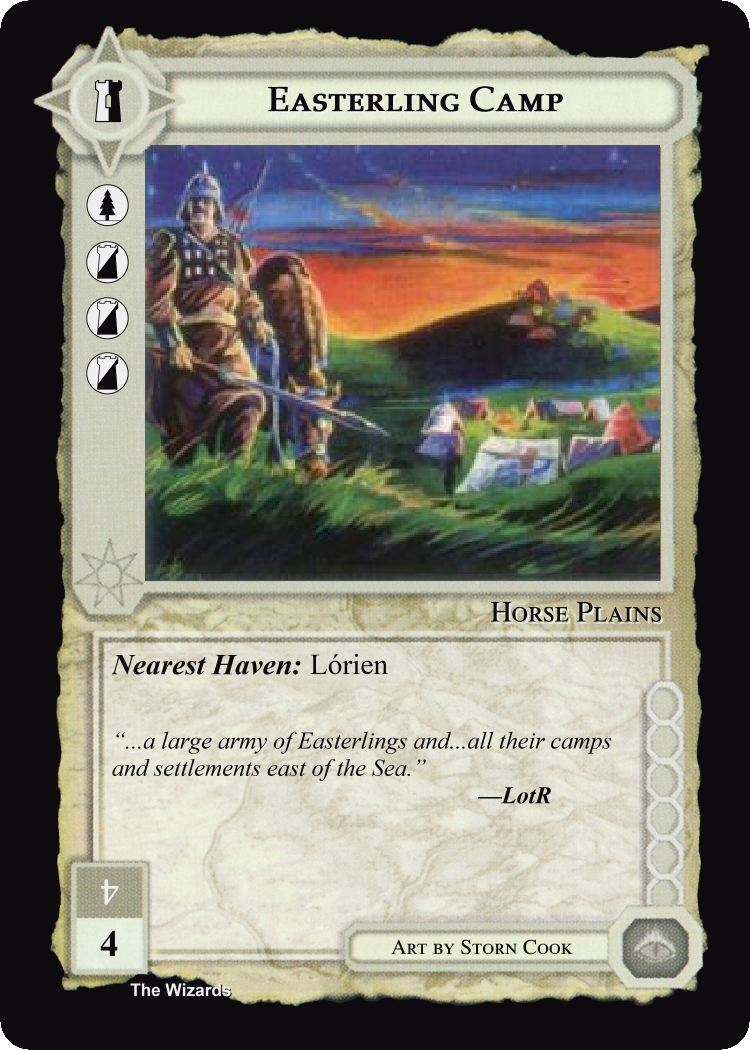 Easterling Camp
Horse Plains
Nearest Haven: Lórien
“...a large army of Easterlings and...all their camps
and settlements east of the Sea.”
—LotR
4
4
Art by Storn Cook
The Wizards